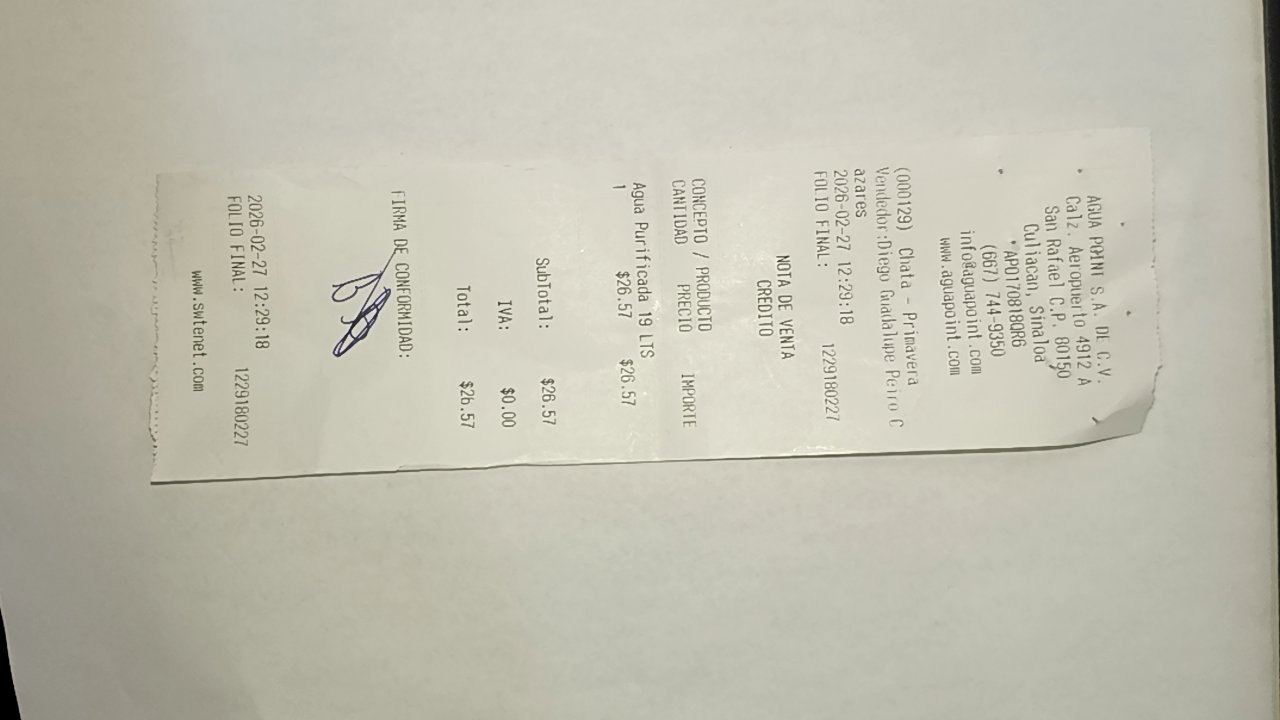 AGUA POINT S.A. DE C.V.
Calz. Aeropuerto 4912 A
San Rafael C.P. 80150
Culiacan, Sinaloa
APO170818QR6
(667) 744-9350
info@aguapoint.com
www.aguapoint.com
(000129) Chata - Primavera
Vendedor:Diego Guadalupe Peiro C
azares
2026-02-27 12:29:18
FOLIO FINAL: 1229180227
NOTA DE VENTA
CREDITO
CONCEPTO / PRODUCTO
CANTIDAD PRECIO IMPORTE
Agua Purificada 19 LTS
1 $26.57 $26.57
SubTotal: $26.57
IVA: $0.00
Total: $26.57
FIRMA DE CONFORMIDAD:
2026-02-27 12:29:18
FOLIO FINAL: 1229180227
www.swtenet.com